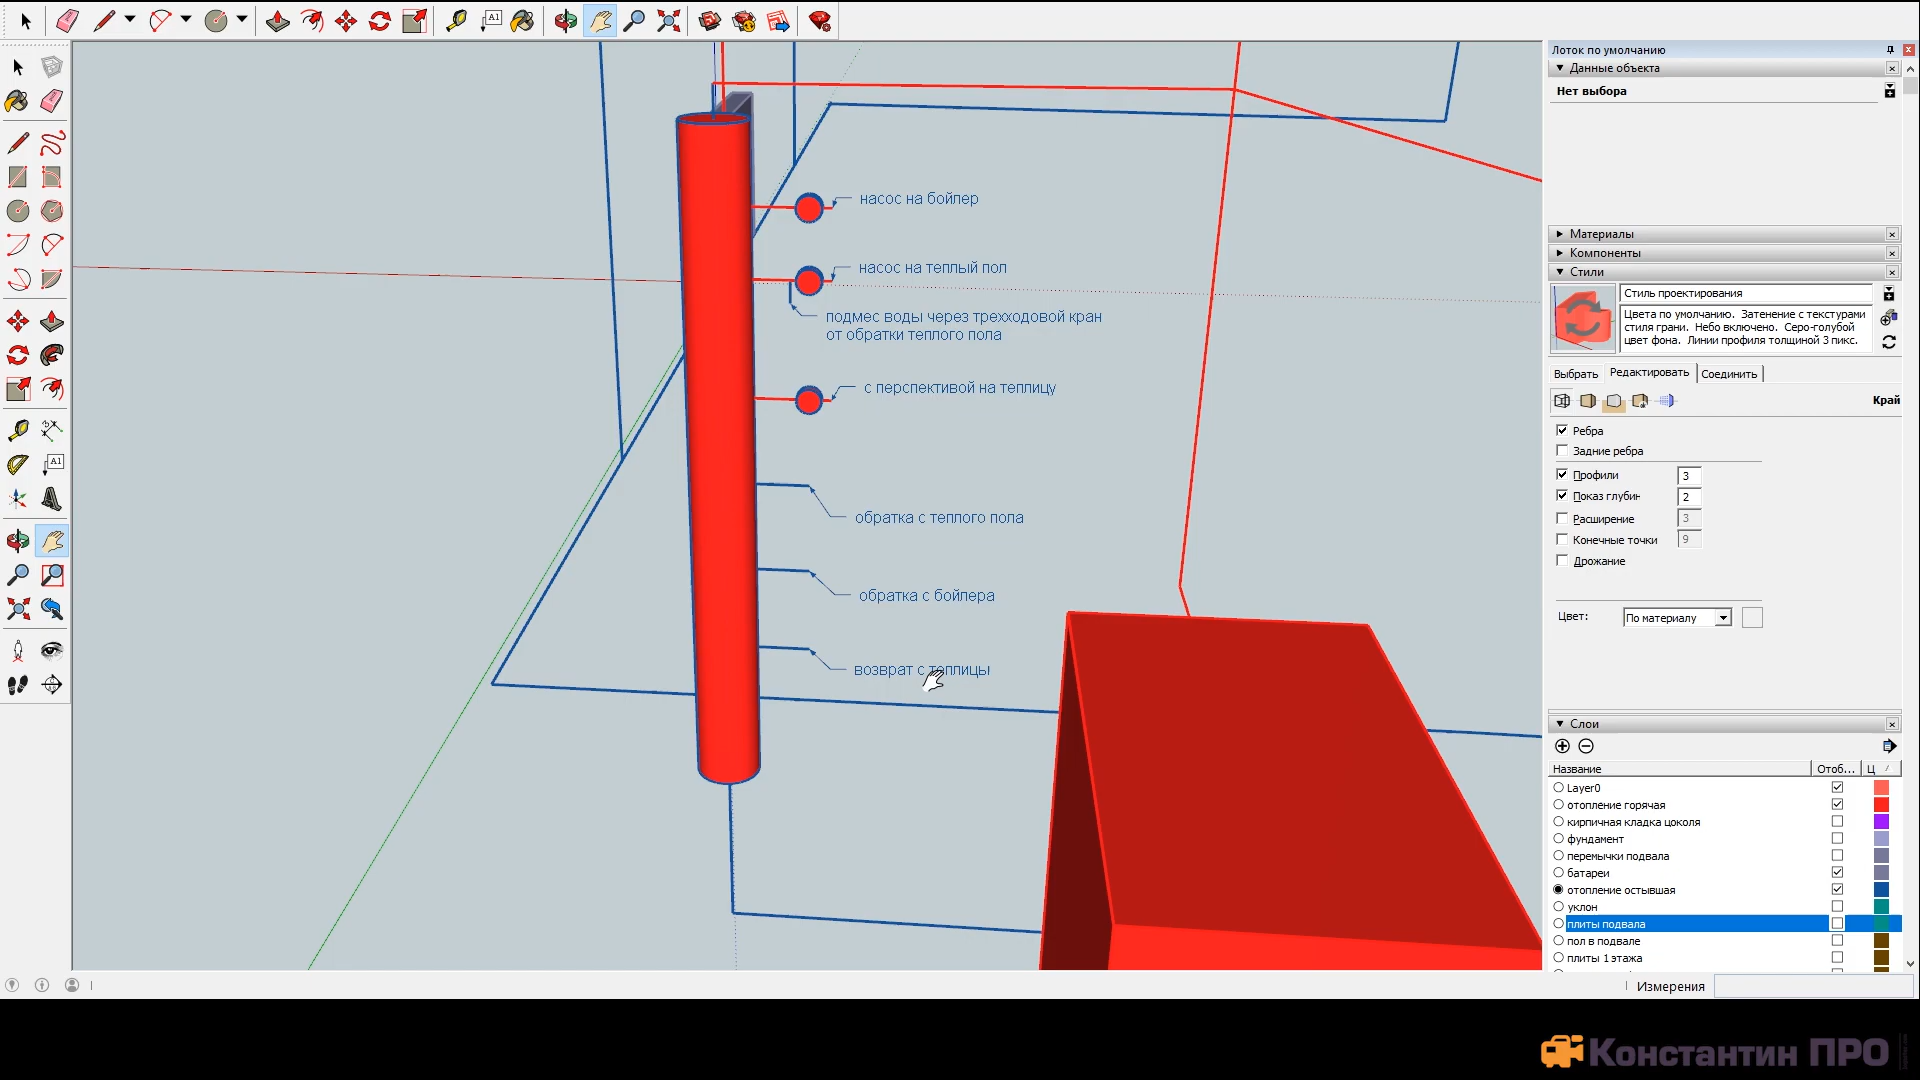 Лоток по умолчанию
Данные объекта
Нет выбора
Материалы
Компоненты
Стили
Стиль проектирования
Цвета по умолчанию. Затенение с текстурами
стиля грани. Небо включено. Серо-голубой
цвет фона. Линии профиля толщиной 3 пикс.
Выбрать Редактировать Соединить
Край
Ребра
Задние ребра
Профили 3
Показ глубин 2
Расширение 3
Конечные точки 9
Дрожание
Цвет: По материалу
Слои
Название Отоб... Ц
Layer0
отопление горячая
кирпичная кладка цоколя
фундамент
перемычки подвала
батареи
отопление остывшая
уклон
плиты подвала
пол в подвале
плиты 1 этажа
насос на бойлер
насос на теплый пол
подмес воды через трехходовой кран
от обратки теплого пола
с перспективой на теплицу
обратка с теплого пола
обратка с бойлера
возврат с теплицы
A1
A1
Измерения
Константин ПРО